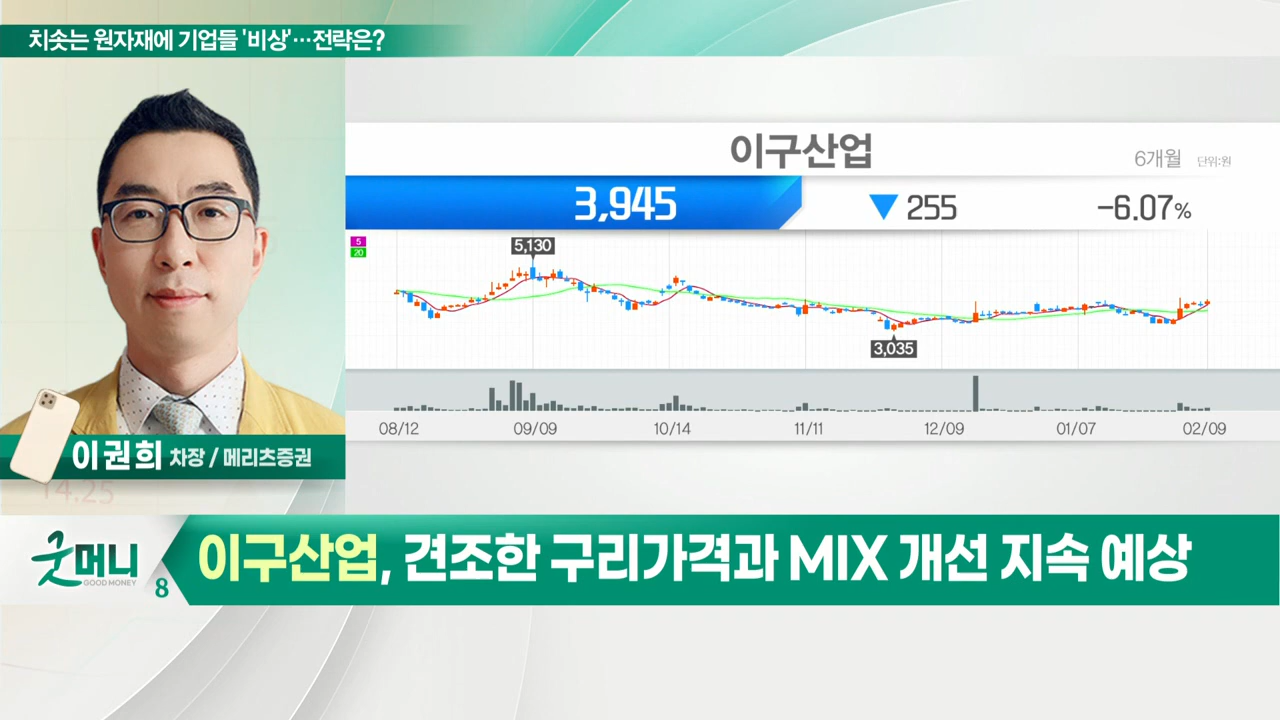 치솟는 원자재에 기업들 '비상'…전략은?
이구산업
6개월 단위:원
3,945 ▼ 255 -6.07%
5
20
5,130
3,035
08/12 09/09 10/14 11/11 12/09 01/07 02/09
이권희 차장 / 메리츠증권
14.25
굿머니
GOOD MONEY
8
이구산업, 견조한 구리가격과 MIX 개선 지속 예상